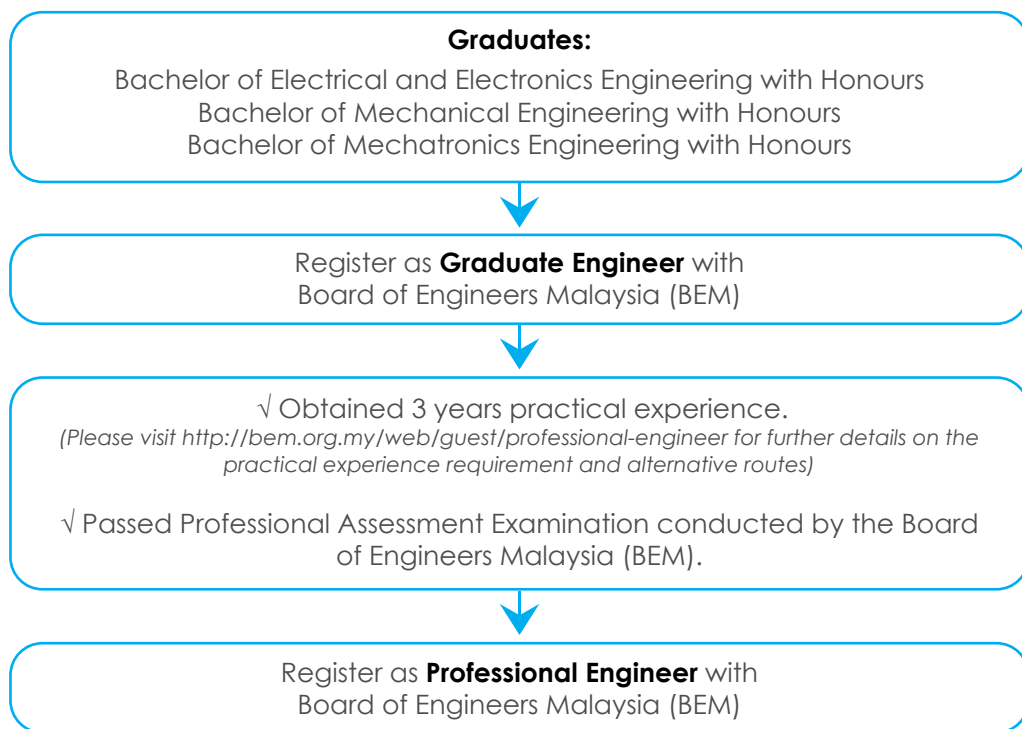 Graduates:
Bachelor of Electrical and Electronics Engineering with Honours
Bachelor of Mechanical Engineering with Honours
Bachelor of Mechatronics Engineering with Honours
Register as Graduate Engineer with
Board of Engineers Malaysia (BEM)
√ Obtained 3 years practical experience.
(Please visit http://bem.org.my/web/guest/professional-engineer for further details on the
practical experience requirement and alternative routes)
√ Passed Professional Assessment Examination conducted by the Board
of Engineers Malaysia (BEM).
Register as Professional Engineer with
Board of Engineers Malaysia (BEM)